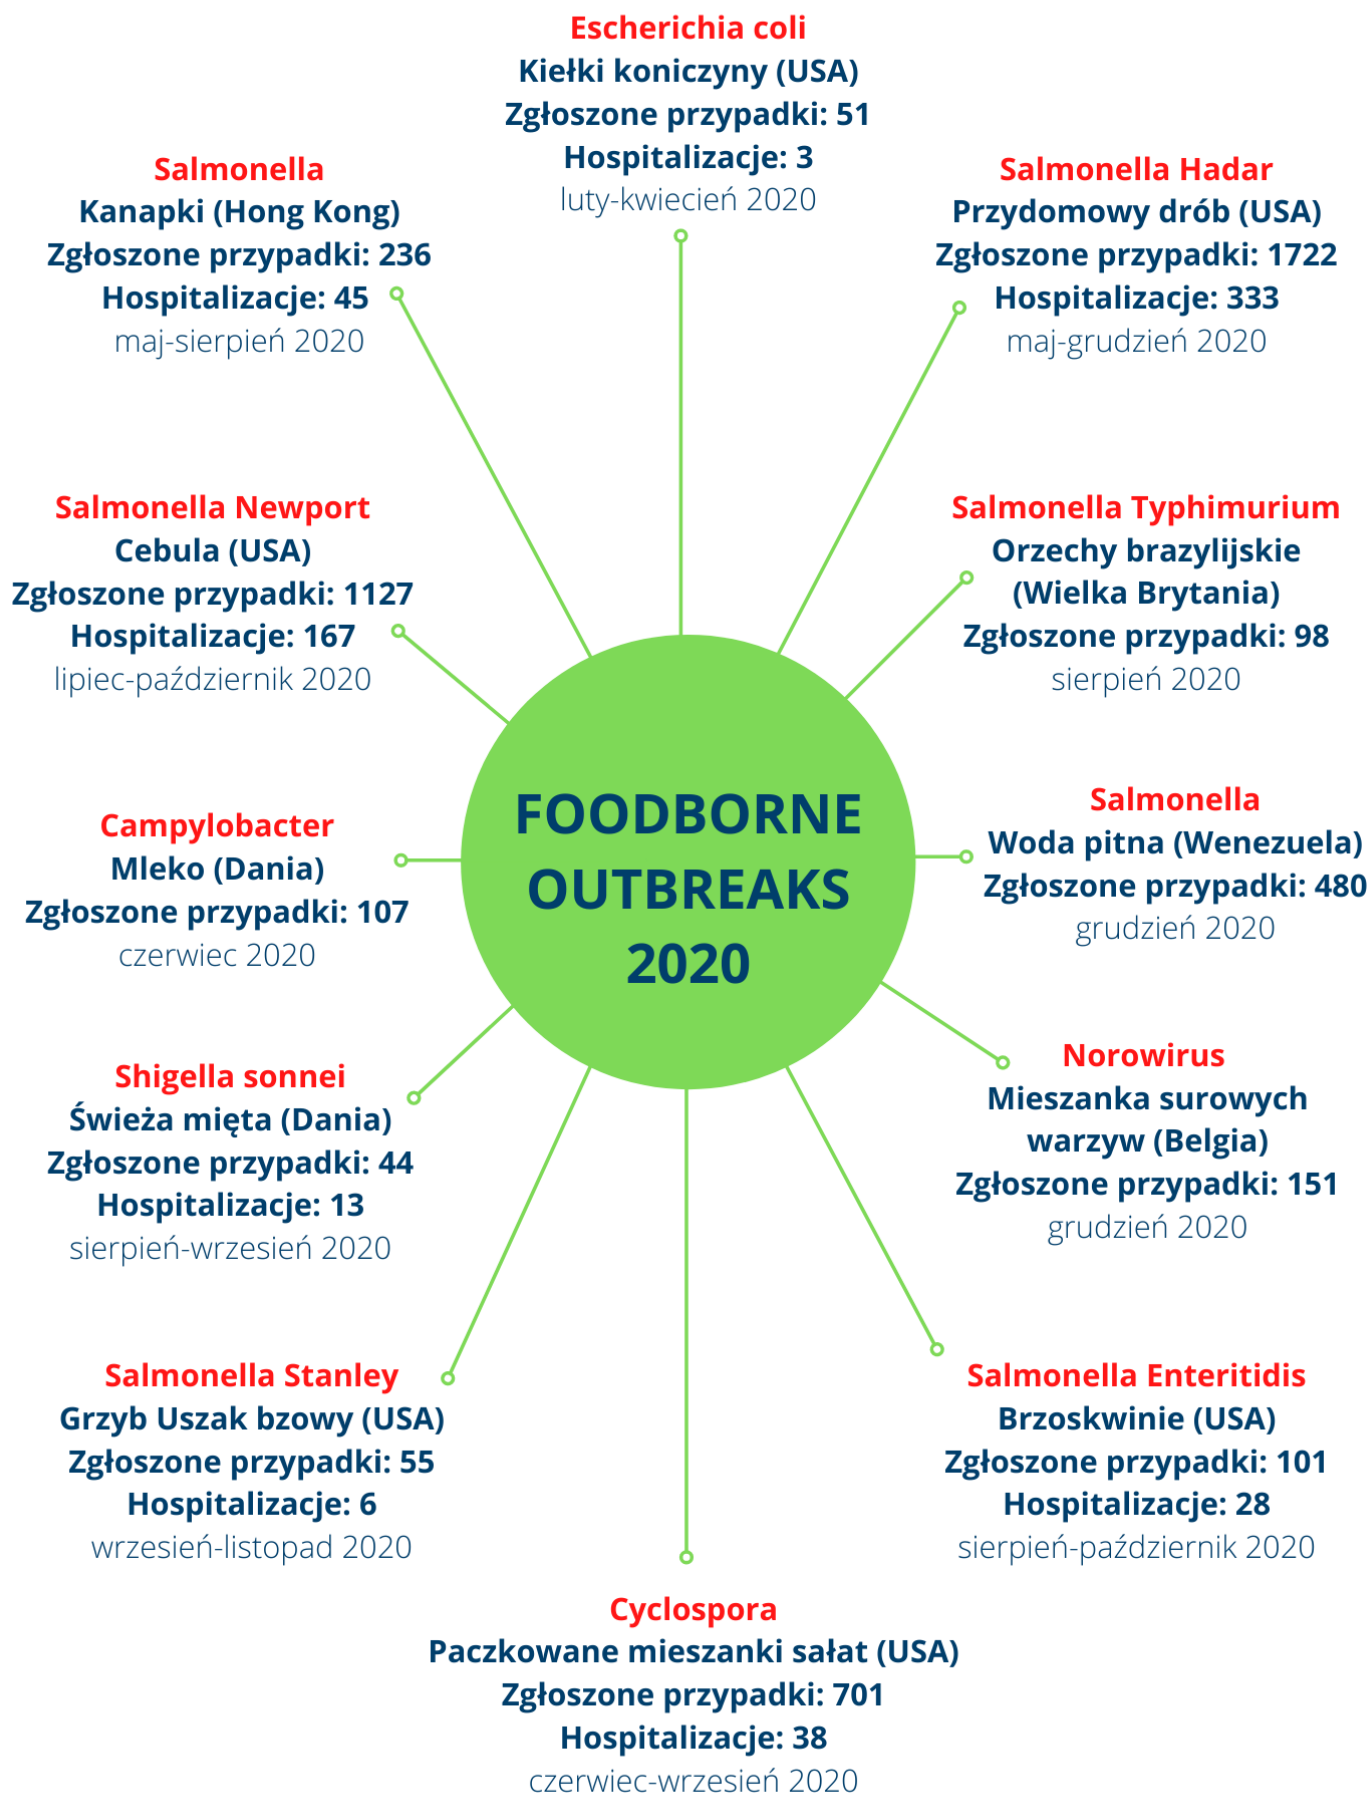 Escherichia coli
Kiełki koniczyny (USA)
Zgłoszone przypadki: 51
Hospitalizacje: 3
luty-kwiecień 2020
Salmonella
Kanapki (Hong Kong)
Zgłoszone przypadki: 236
Hospitalizacje: 45
maj-sierpień 2020
Salmonella Hadar
Przydomowy drób (USA)
Zgłoszone przypadki: 1722
Hospitalizacje: 333
maj-grudzień 2020
Salmonella Newport
Cebula (USA)
Zgłoszone przypadki: 1127
Hospitalizacje: 167
lipiec-październik 2020
Salmonella Typhimurium
Orzechy brazylijskie
(Wielka Brytania)
Zgłoszone przypadki: 98
sierpień 2020
FOODBORNE
OUTBREAKS
2020
Campylobacter
Mleko (Dania)
Zgłoszone przypadki: 107
czerwiec 2020
Salmonella
Woda pitna (Wenezuela)
Zgłoszone przypadki: 480
grudzień 2020
Shigella sonnei
Świeża mięta (Dania)
Zgłoszone przypadki: 44
Hospitalizacje: 13
sierpień-wrzesień 2020
Norowirus
Mieszanka surowych
warzyw (Belgia)
Zgłoszone przypadki: 151
grudzień 2020
Salmonella Stanley
Grzyb Uszak bzowy (USA)
Zgłoszone przypadki: 55
Hospitalizacje: 6
wrzesień-listopad 2020
Salmonella Enteritidis
Brzoskwinie (USA)
Zgłoszone przypadki: 101
Hospitalizacje: 28
sierpień-październik 2020
Cyclospora
Paczkowane mieszanki sałat (USA)
Zgłoszone przypadki: 701
Hospitalizacje: 38
czerwiec-wrzesień 2020